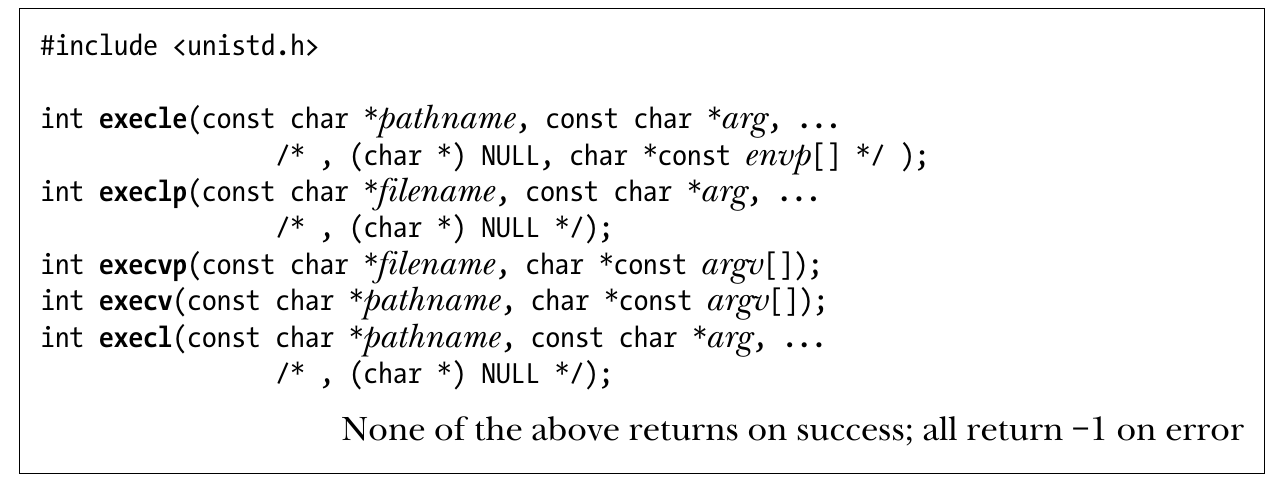 #include <unistd.h>
int execle(const char *pathname, const char *arg, ...
/* , (char *) NULL, char *const envp[] */ );
int execlp(const char *filename, const char *arg, ...
/* , (char *) NULL */);
int execvp(const char *filename, char *const argv[]);
int execv(const char *pathname, char *const argv[]);
int execl(const char *pathname, const char *arg, ...
/* , (char *) NULL */);
None of the above returns on success; all return −1 on error